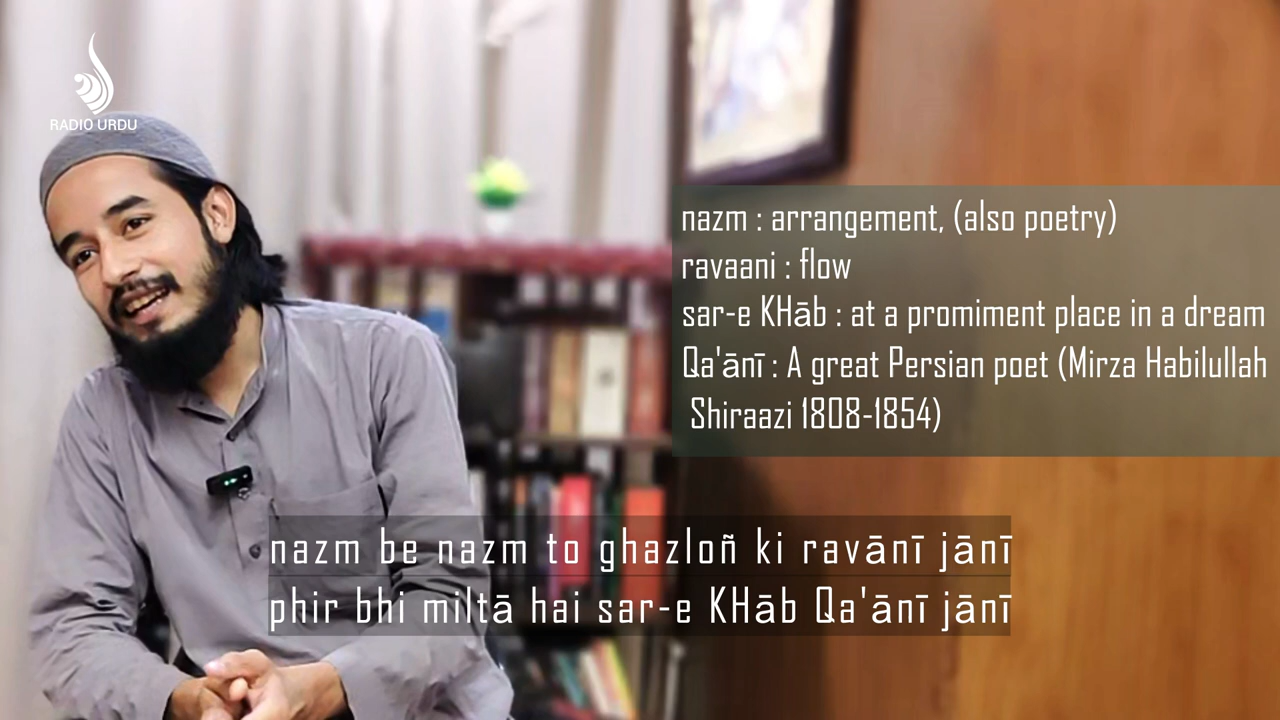 RADIO URDU
nazm : arrangement, (also poetry)
ravaani : flow
sar-e KHāb : at a promiment place in a dream
Qa'ānī : A great Persian poet (Mirza Habilullah
Shiraazi 1808-1854)
nazm be nazm to ghazloñ ki ravānī jānī
phir bhi miltā hai sar-e KHāb Qa'ānī jānī